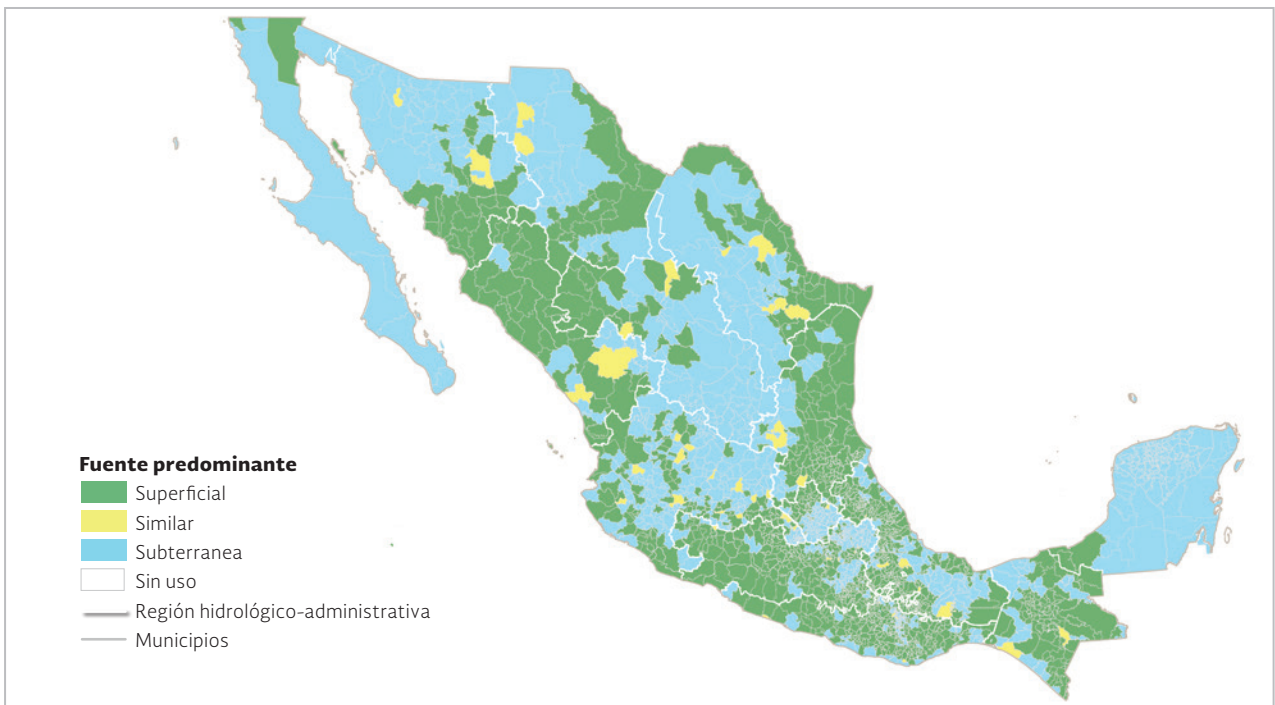 Fuente predominante
Superficial
Similar
Subterranea
Sin uso
Región hidrológico-administrativa
Municipios